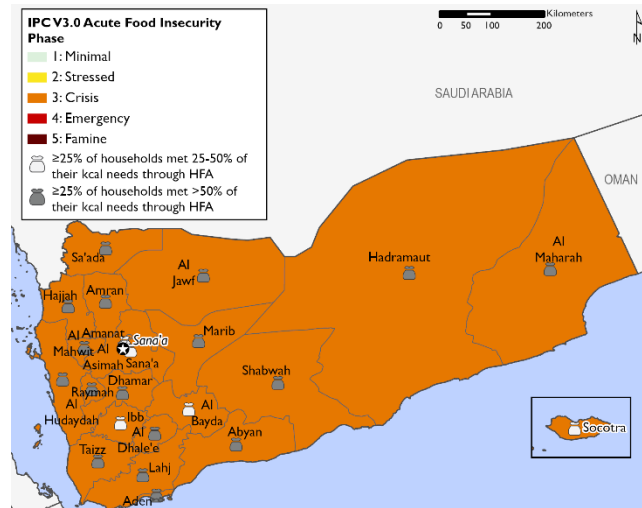 IPC V3.0 Acute Food Insecurity
Phase
1: Minimal
2: Stressed
3: Crisis
4: Emergency
5: Famine
≥25% of households met 25-50% of
their kcal needs through HFA
≥25% of households met >50% of
their kcal needs through HFA
Kilometers
0 50 100 200
N
SAUDI ARABIA
OMAN
Sa'ada
Al
Jawf
Hadramaut
Al
Maharah
Hajjah
Amran
Al
Mahwit
Amanat
Al
Asimah
Sana'a
Sana'a
Marib
Shabwah
Raymah
Dhamar
Al
Hudaydah
Ibb
Al
Bayda
Al
Dhale'e
Abyan
Taizz
Lahj
Aden
Socotra